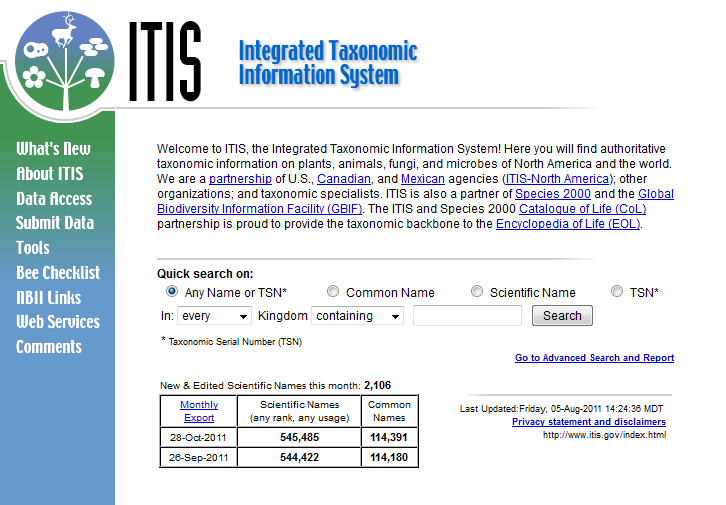 ITIS
Integrated Taxonomic
Information System
What's New
About ITIS
Data Access
Submit Data
Tools
Bee Checklist
NBII Links
Web Services
Comments
Welcome to ITIS, the Integrated Taxonomic Information System! Here you will find authoritative
taxonomic information on plants, animals, fungi, and microbes of North America and the world.
We are a partnership of U.S., Canadian, and Mexican agencies (ITIS-North America); other
organizations; and taxonomic specialists. ITIS is also a partner of Species 2000 and the Global
Biodiversity Information Facility (GBIF). The ITIS and Species 2000 Catalogue of Life (CoL)
partnership is proud to provide the taxonomic backbone to the Encyclopedia of Life (EOL).
Quick search on:
Any Name or TSN* Common Name Scientific Name TSN*
In: every Kingdom containing Search
* Taxonomic Serial Number (TSN)
Go to Advanced Search and Report
New & Edited Scientific Names this month: 2,106
Monthly Scientific Names Common
Export (any rank, any usage) Names
28-Oct-2011 545,485 114,391
26-Sep-2011 544,422 114,180
Last Updated:Friday, 05-Aug-2011 14:24:36 MDT
Privacy statement and disclaimers
http://www.itis.gov/index.html